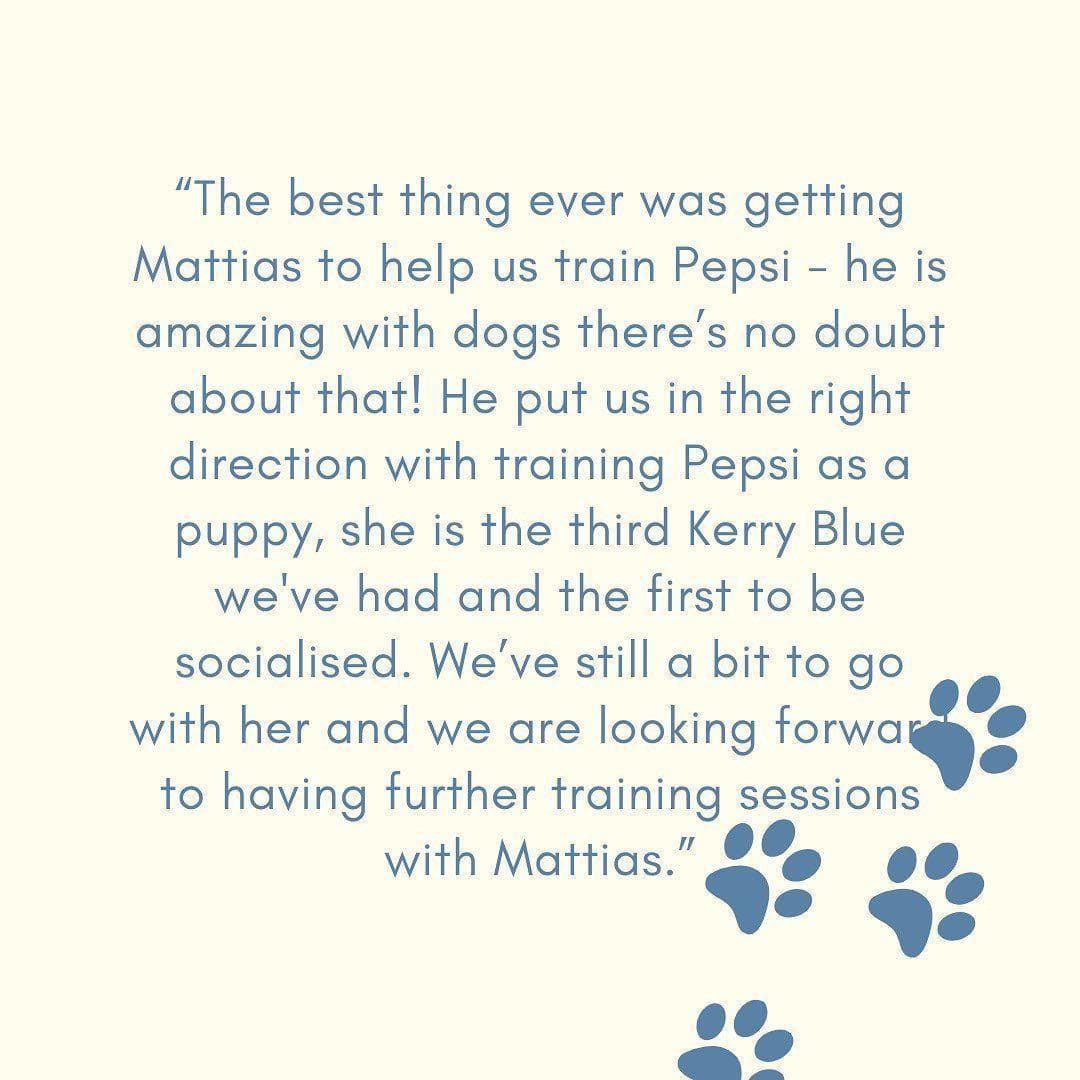 “The best thing ever was getting
Mattias to help us train Pepsi – he is
amazing with dogs there’s no doubt
about that! He put us in the right
direction with training Pepsi as a
puppy, she is the third Kerry Blue
we've had and the first to be
socialised. We’ve still a bit to go
with her and we are looking forward
to having further training sessions
with Mattias.”